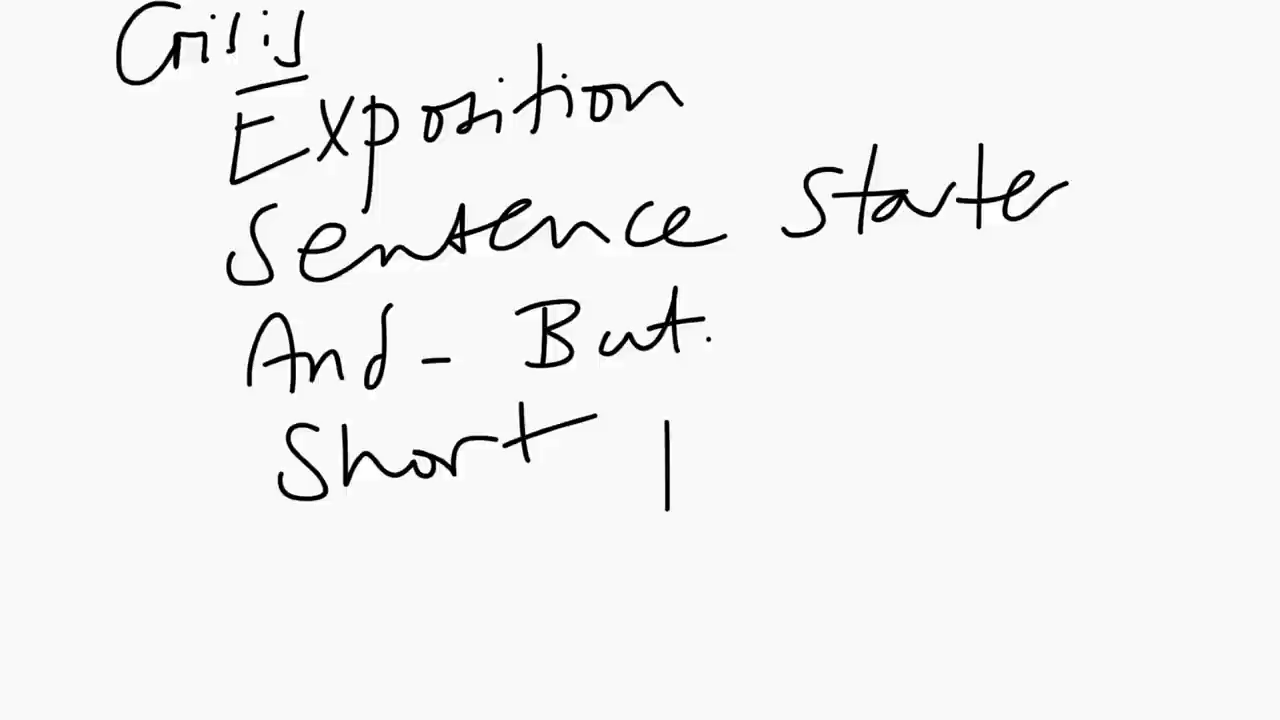 Crisis
Exposition
Sentence starter
And - But.
Short